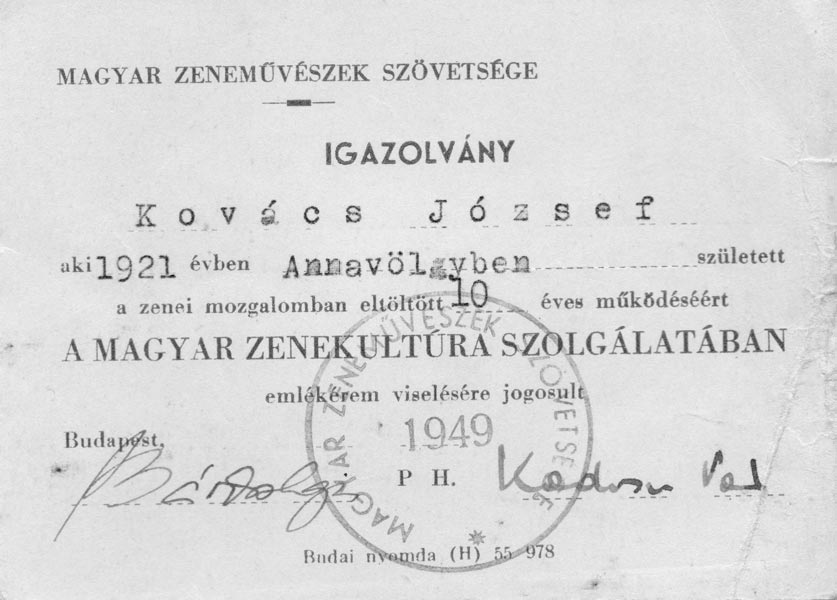 MAGYAR ZENEMŰVÉSZEK SZÖVETSÉGE
IGAZOLVÁNY
Kovács József
aki 1921 évben Annavölgyben született
a zenei mozgalomban eltöltött 10 éves működéséért
A MAGYAR ZENEKULTÚRA SZOLGÁLATÁBAN
emlékérem viselésére jogosult
Budapest, 1949
P H.
MAGYAR ZENEMŰVÉSZEK SZÖVETSÉGE
Budai nyomda (H) 55 978